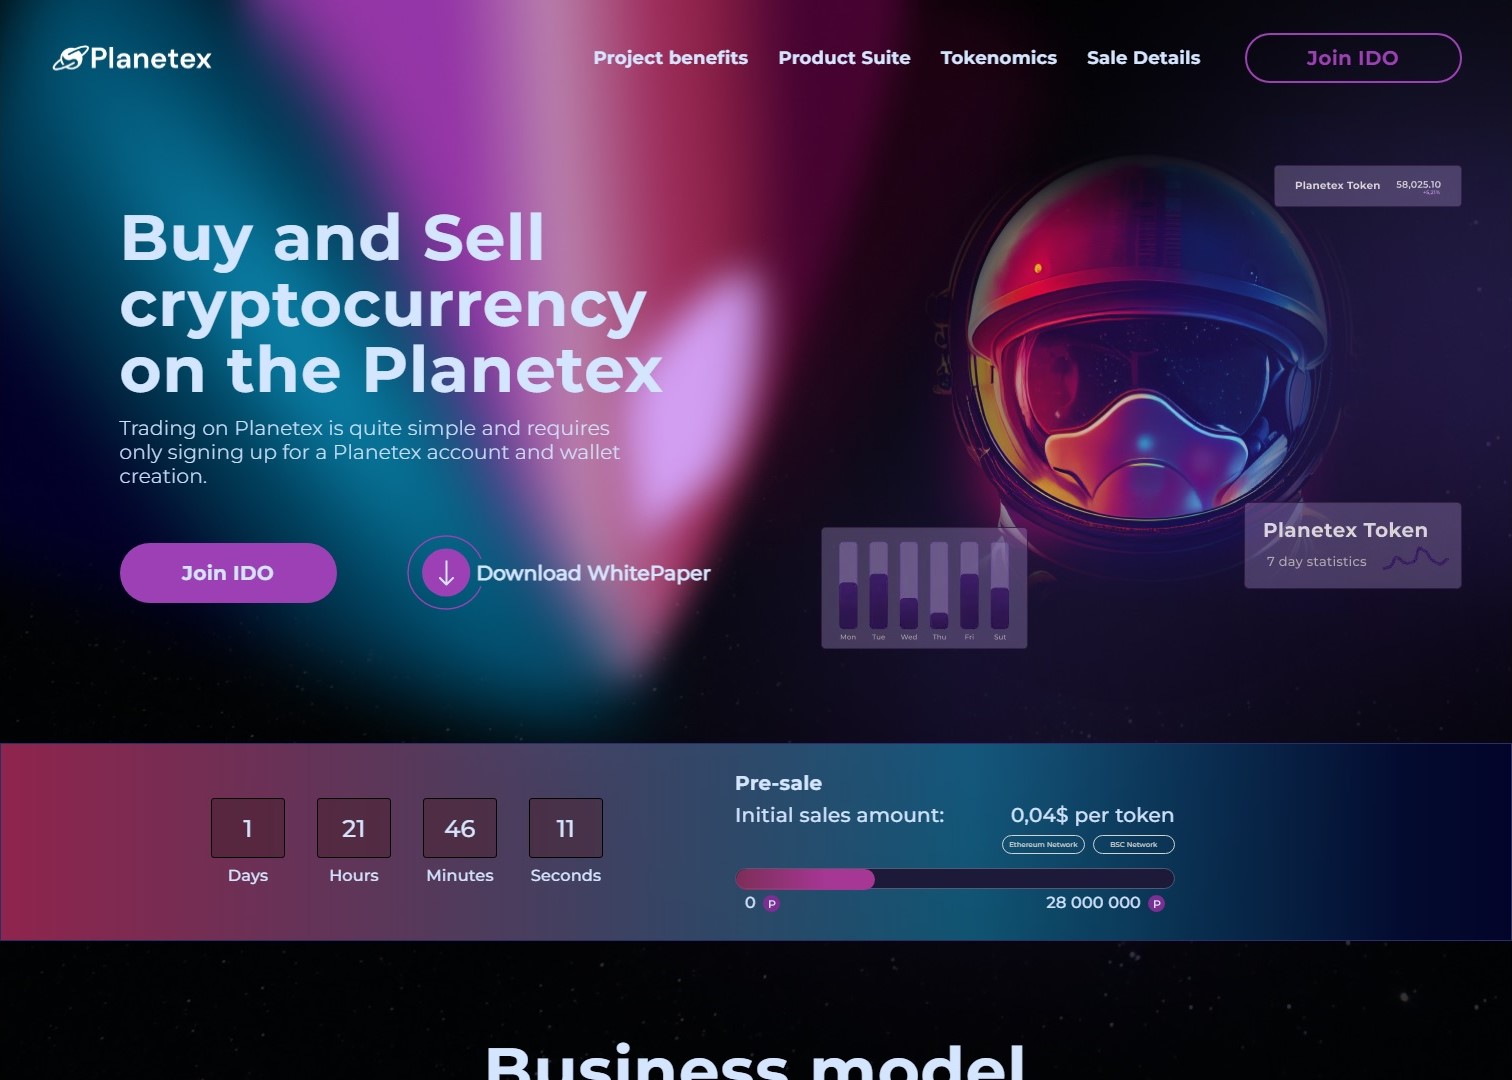 Planetex
Project benefits
Product Suite
Tokenomics
Sale Details
Join IDO
Planetex Token 58,025.10
Buy and Sell
cryptocurrency
on the Planetex
Trading on Planetex is quite simple and requires
only signing up for a Planetex account and wallet
creation.
Join IDO
Download WhitePaper
Mon Tue Wed Thu Fri Sut
Planetex Token
7 day statistics
1 21 46 11
Days Hours Minutes Seconds
Pre-sale
Initial sales amount: 0,04$ per token
Ethereum Network BSC Network
0 P 28 000 000 P
Business model